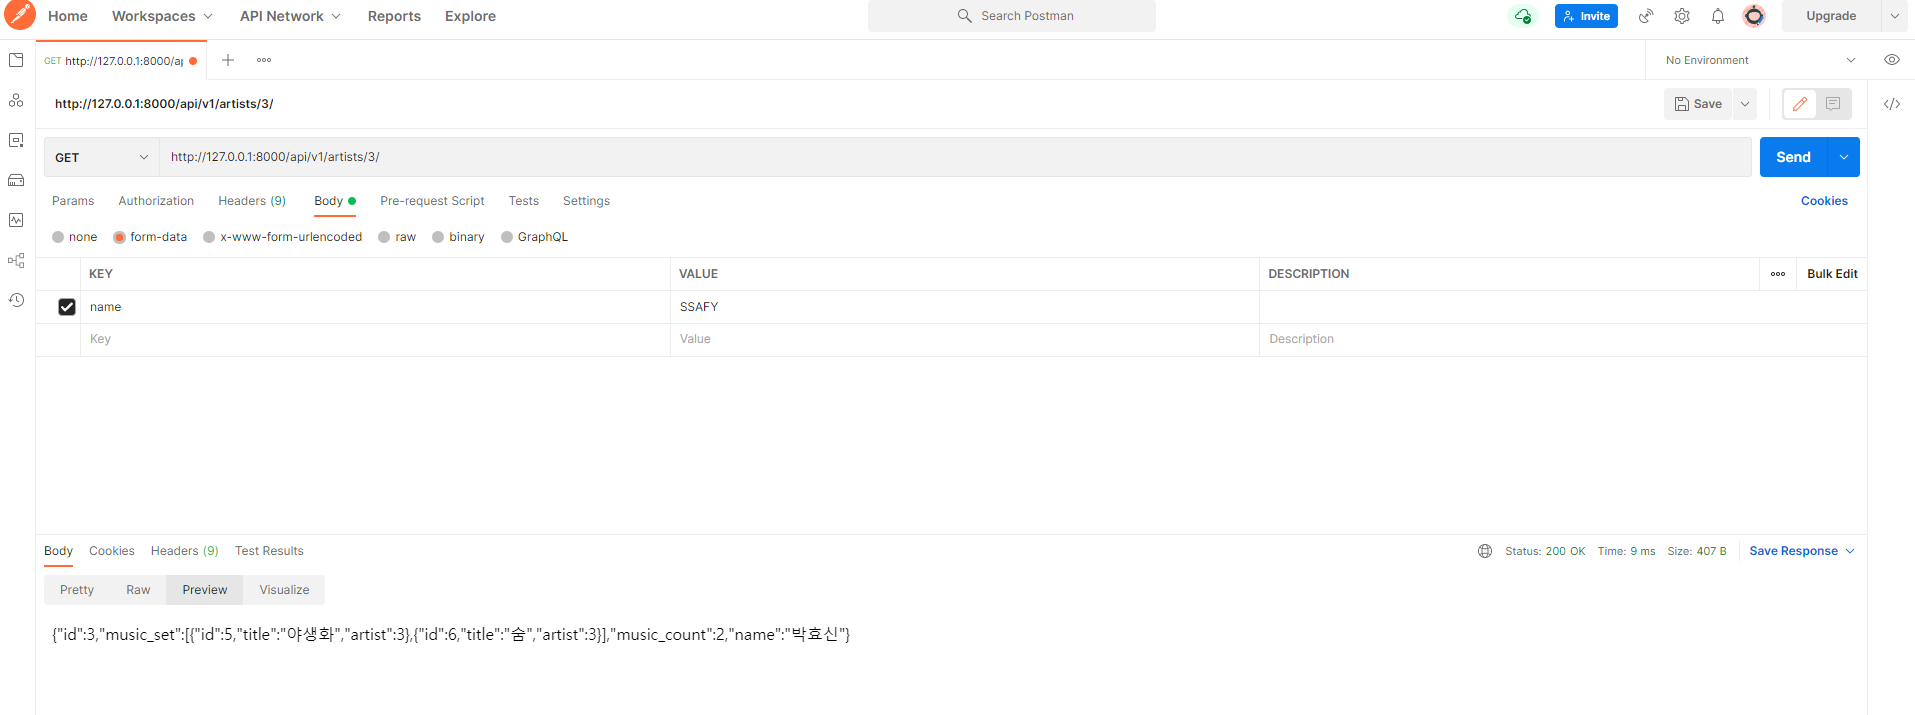 Home Workspaces API Network Reports Explore Search Postman Invite Upgrade
GET http://127.0.0.1:8000/ap No Environment
http://127.0.0.1:8000/api/v1/artists/3/ Save
GET http://127.0.0.1:8000/api/v1/artists/3/ Send
Params Authorization Headers (9) Body Pre-request Script Tests Settings Cookies
none form-data x-www-form-urlencoded raw binary GraphQL
KEY VALUE DESCRIPTION Bulk Edit
name SSAFY
Key Value Description
Body Cookies Headers (9) Test Results Status: 200 OK Time: 9 ms Size: 407 B Save Response
Pretty Raw Preview Visualize
{"id":3,"music_set":[{"id":5,"title":"야생화","artist":3},{"id":6,"title":"숨","artist":3}],"music_count":2,"name":"박효신"}